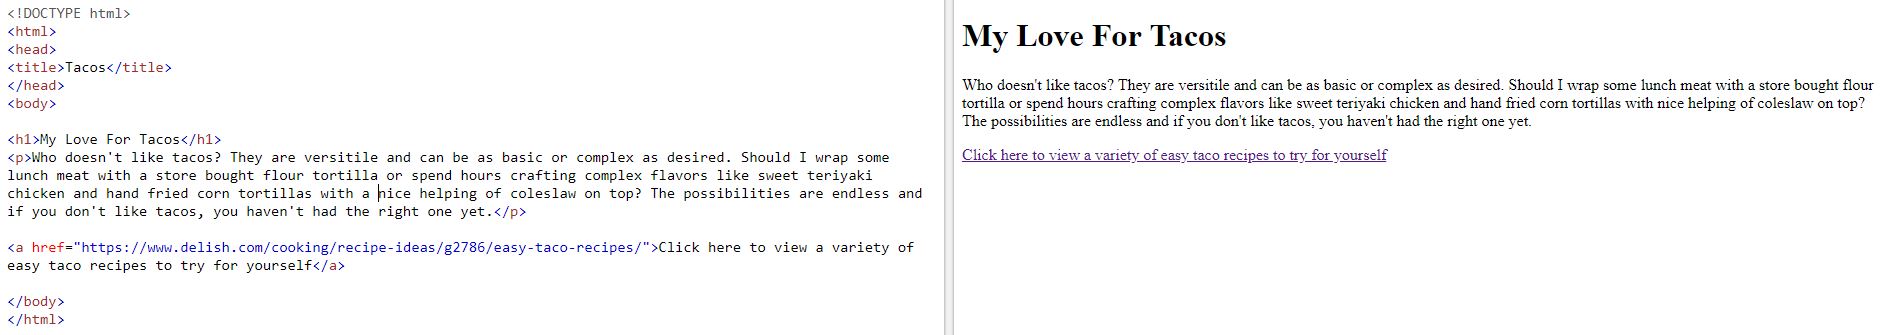 <!DOCTYPE html>
<html>
<head>
<title>Tacos</title>
</head>
<body>
<h1>My Love For Tacos</h1>
<p>Who doesn't like tacos? They are versitile and can be as basic or complex as desired. Should I wrap some
lunch meat with a store bought flour tortilla or spend hours crafting complex flavors like sweet teriyaki
chicken and hand fried corn tortillas with a nice helping of coleslaw on top? The possibilities are endless and
if you don't like tacos, you haven't had the right one yet.</p>
<a href="https://www.delish.com/cooking/recipe-ideas/g2786/easy-taco-recipes/">Click here to view a variety of
easy taco recipes to try for yourself</a>
</body>
</html>
My Love For Tacos
Who doesn't like tacos? They are versitile and can be as basic or complex as desired. Should I wrap some lunch meat with a store bought flour
tortilla or spend hours crafting complex flavors like sweet teriyaki chicken and hand fried corn tortillas with nice helping of coleslaw on top?
The possibilities are endless and if you don't like tacos, you haven't had the right one yet.
Click here to view a variety of easy taco recipes to try for yourself